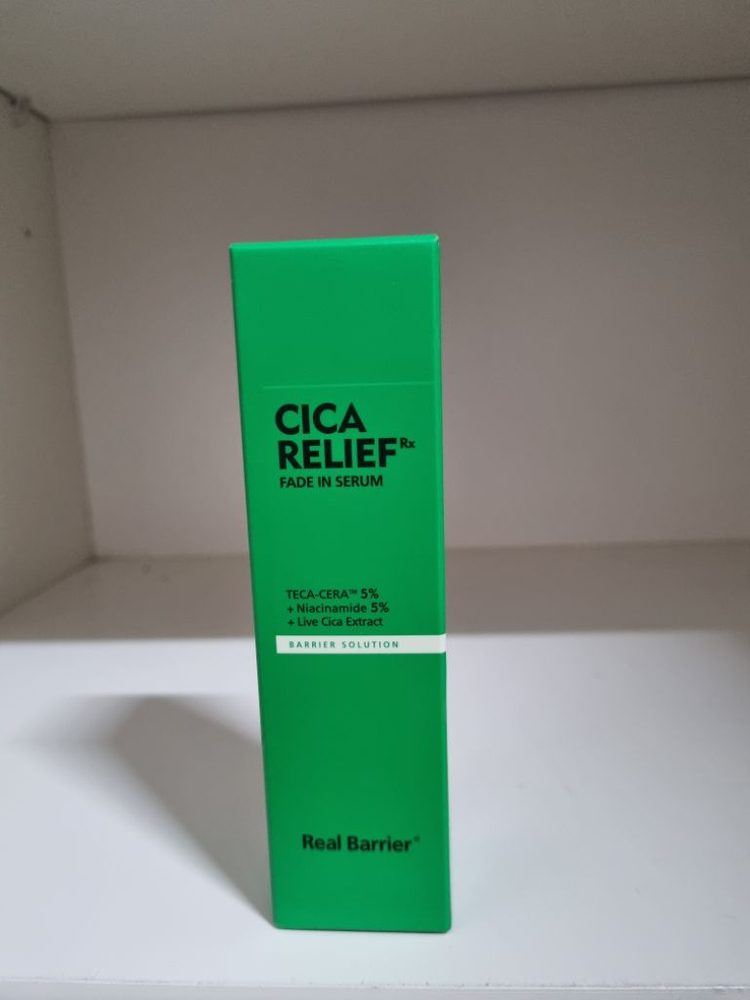 CICA
RELIEF Rx
FADE IN SERUM
TECA-CERA™ 5%
+ Niacinamide 5%
+ Live Cica Extract
BARRIER SOLUTION
Real Barrier®